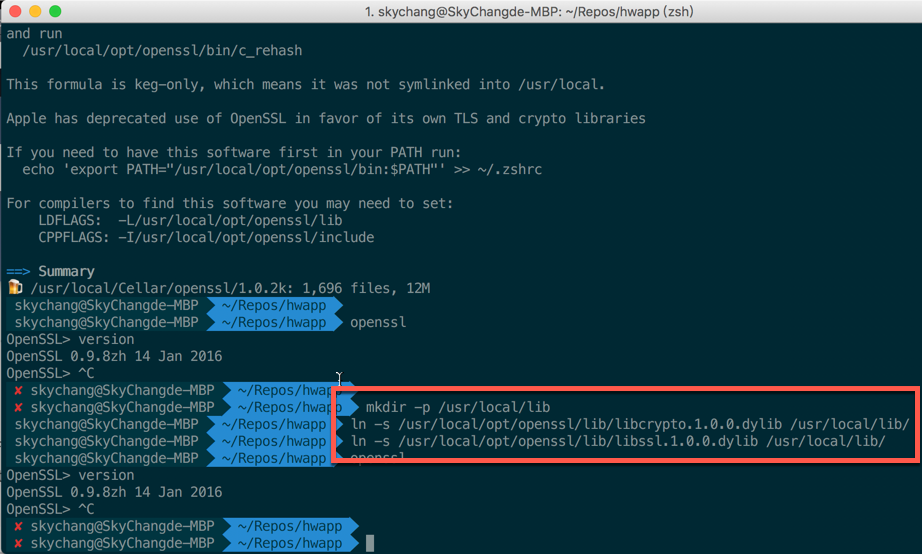 1. skychang@SkyChangde-MBP: ~/Repos/hwapp (zsh)
and run
/usr/local/opt/openssl/bin/c_rehash
This formula is keg-only, which means it was not symlinked into /usr/local.
Apple has deprecated use of OpenSSL in favor of its own TLS and crypto libraries
If you need to have this software first in your PATH run:
echo 'export PATH="/usr/local/opt/openssl/bin:$PATH"' >> ~/.zshrc
For compilers to find this software you may need to set:
LDFLAGS:  -L/usr/local/opt/openssl/lib
CPPFLAGS: -I/usr/local/opt/openssl/include
==> Summary
🍺 /usr/local/Cellar/openssl/1.0.2k: 1,696 files, 12M
skychang@SkyChangde-MBP ~/Repos/hwapp
skychang@SkyChangde-MBP ~/Repos/hwapp openssl
OpenSSL> version
OpenSSL 0.9.8zh 14 Jan 2016
OpenSSL> ^C
✘ skychang@SkyChangde-MBP ~/Repos/hwapp
✘ skychang@SkyChangde-MBP ~/Repos/hwapp mkdir -p /usr/local/lib
skychang@SkyChangde-MBP ~/Repos/hwapp ln -s /usr/local/opt/openssl/lib/libcrypto.1.0.0.dylib /usr/local/lib/
skychang@SkyChangde-MBP ~/Repos/hwapp ln -s /usr/local/opt/openssl/lib/libssl.1.0.0.dylib /usr/local/lib/
skychang@SkyChangde-MBP ~/Repos/hwapp openssl
OpenSSL> version
OpenSSL 0.9.8zh 14 Jan 2016
OpenSSL> ^C
✘ skychang@SkyChangde-MBP ~/Repos/hwapp
✘ skychang@SkyChangde-MBP ~/Repos/hwapp